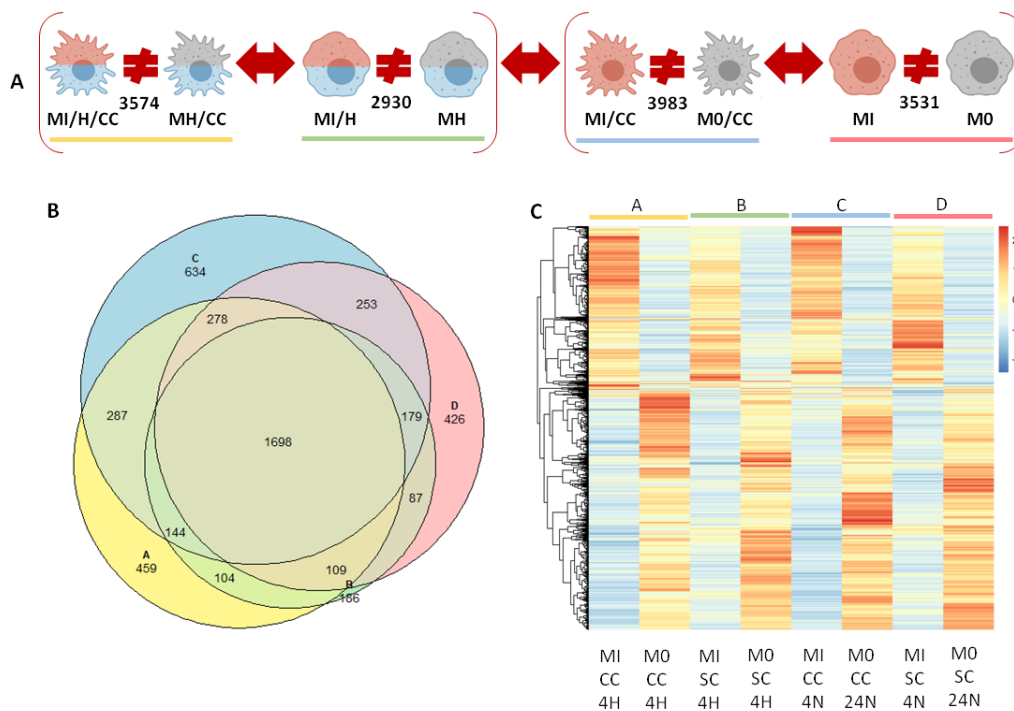 A
3574
2930
3983
3531
MI/H/CC MH/CC MI/H MH MI/CC M0/CC MI M0
B
C
634
253
278
287
179
D
426
1698
87
144
109
A
459
104
B
186
C
A B C D
2
MI M0 MI M0 MI M0 MI M0
CC CC SC SC CC CC SC SC
4H 4H 4H 4H 4N 24N 4N 24N